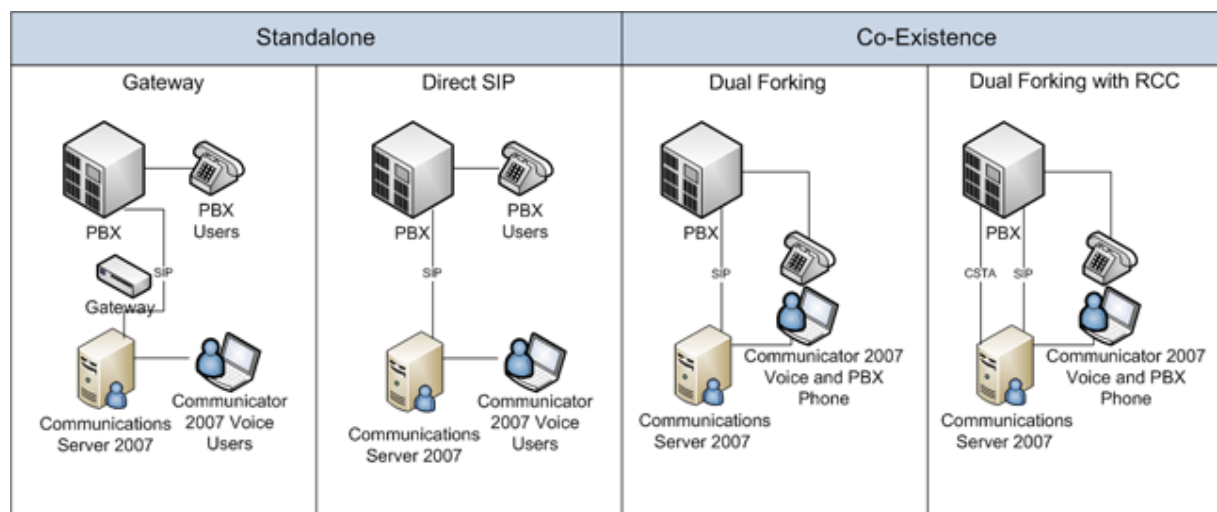 Standalone
Co-Existence
Gateway
Direct SIP
Dual Forking
Dual Forking with RCC
PBX
PBX
Users
SIP
Gateway
Communications
Server 2007
Communicator
2007 Voice
Users
PBX
PBX
Users
SIP
Communications
Server 2007
Communicator
2007 Voice
Users
PBX
SIP
Communicator 2007
Voice and PBX
Phone
Communications
Server 2007
PBX
CSTA
SIP
Communicator 2007
Voice and PBX
Phone
Communications
Server 2007